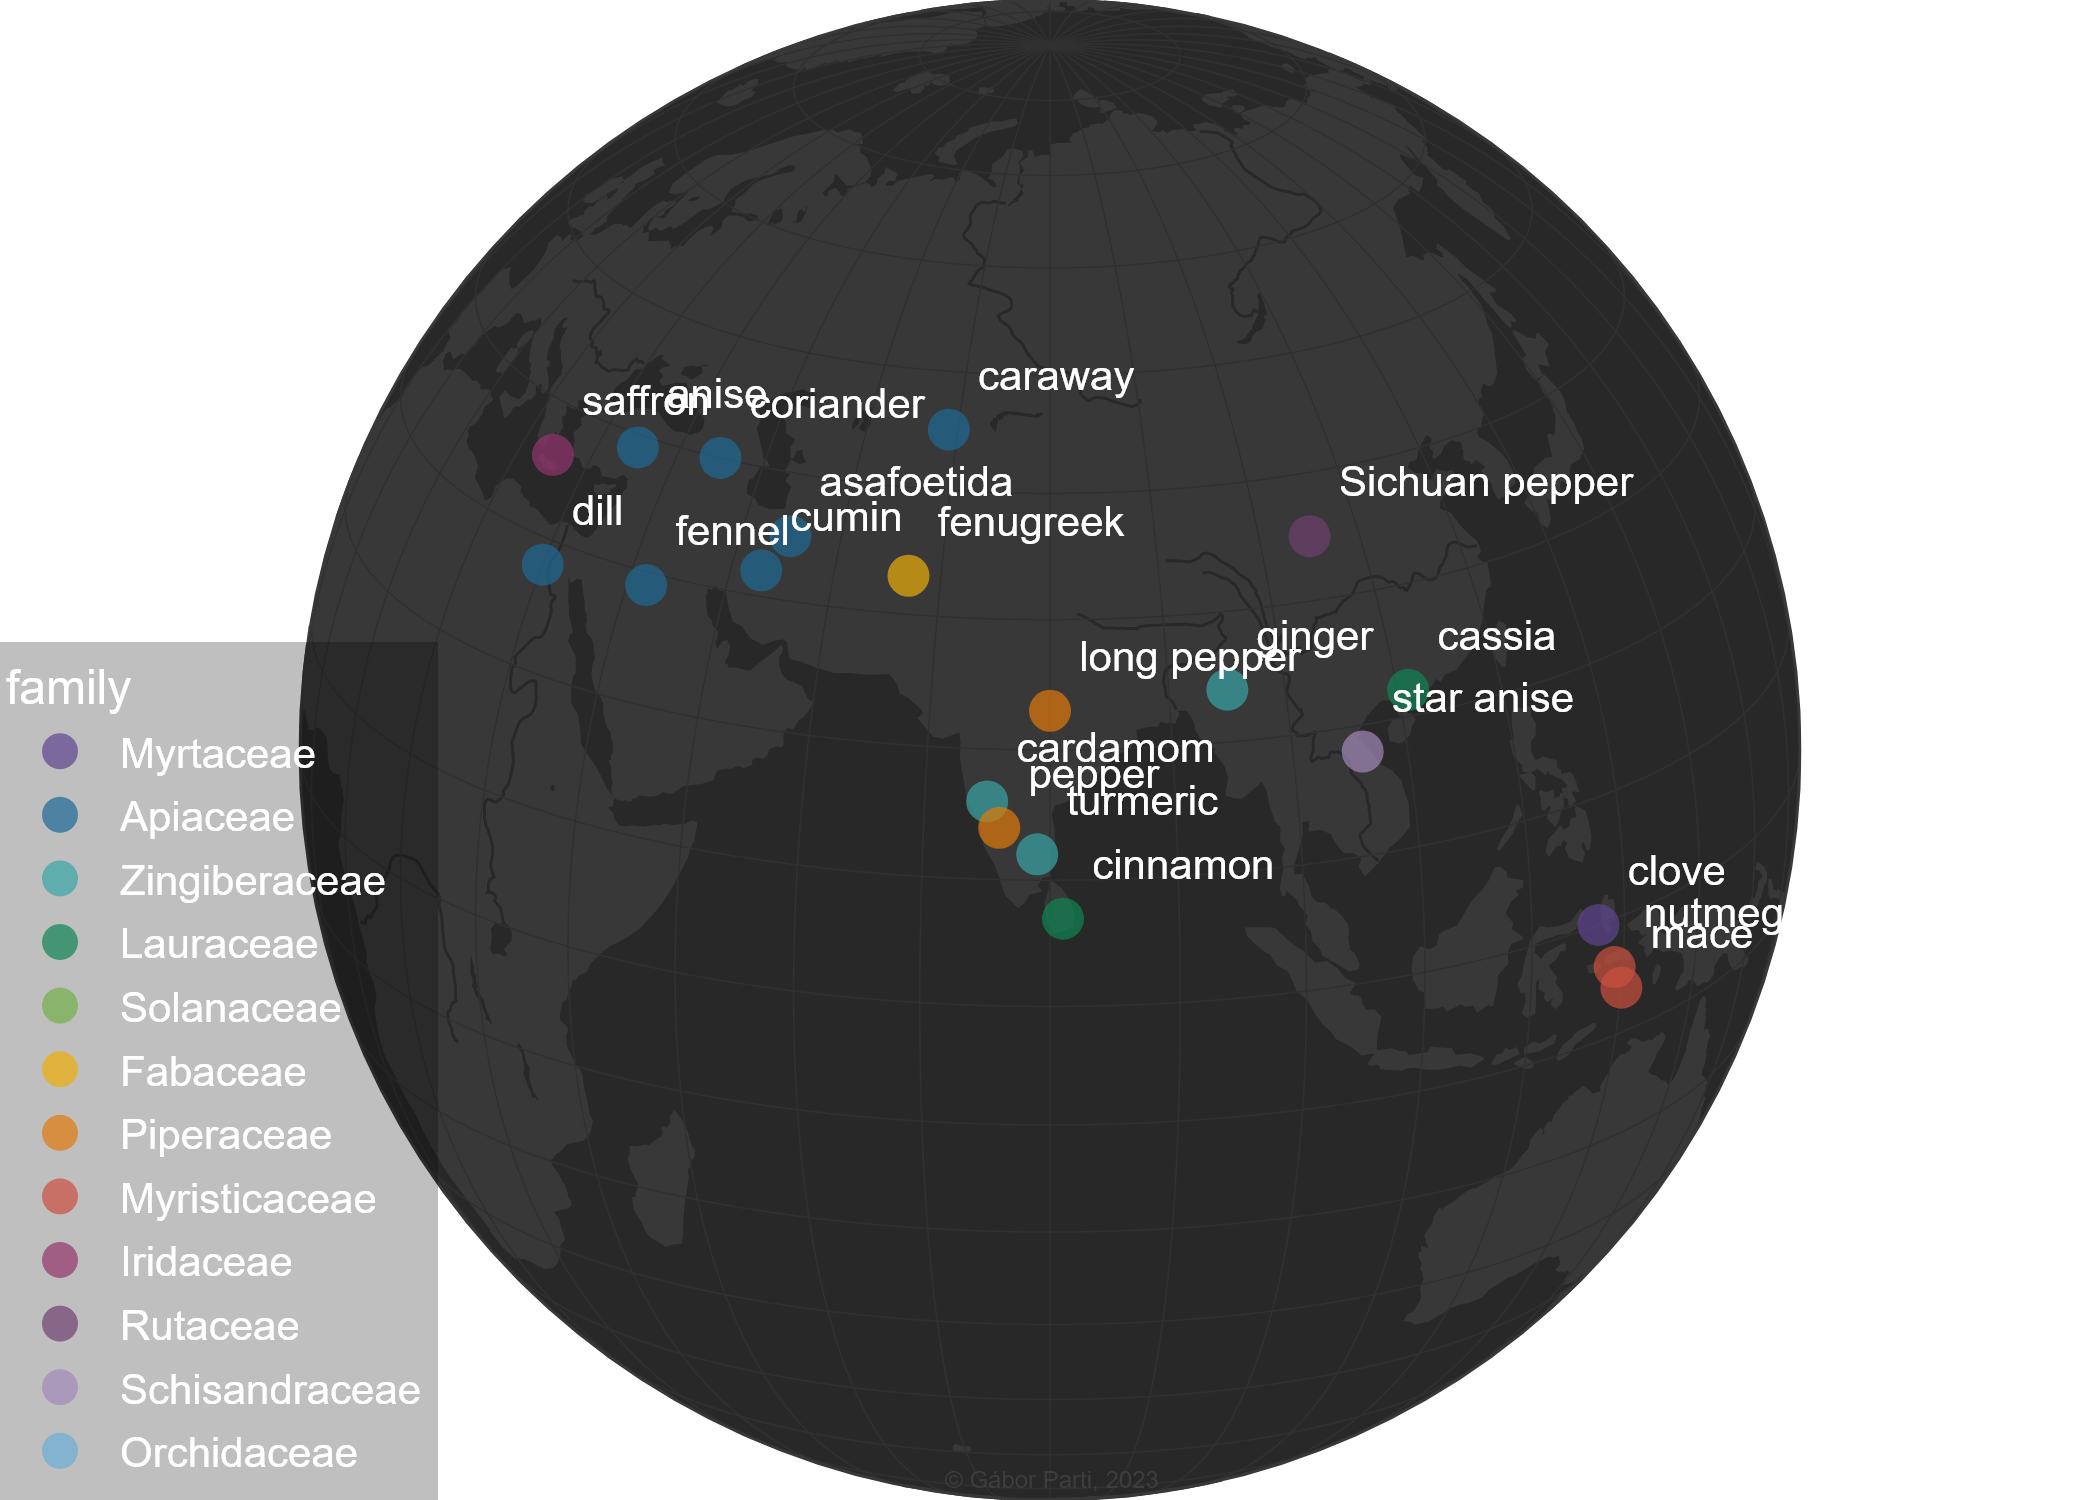 caraway
saffron
anise
coriander
asafoetida
Sichuan pepper
dill
fennel
cumin
fenugreek
ginger
cassia
long pepper
star anise
cardamom
pepper
turmeric
cinnamon
clove
nutmeg
mace
family
Myrtaceae
Apiaceae
Zingiberaceae
Lauraceae
Solanaceae
Fabaceae
Piperaceae
Myristicaceae
Iridaceae
Rutaceae
Schisandraceae
Orchidaceae
© Gábor Parti, 2023